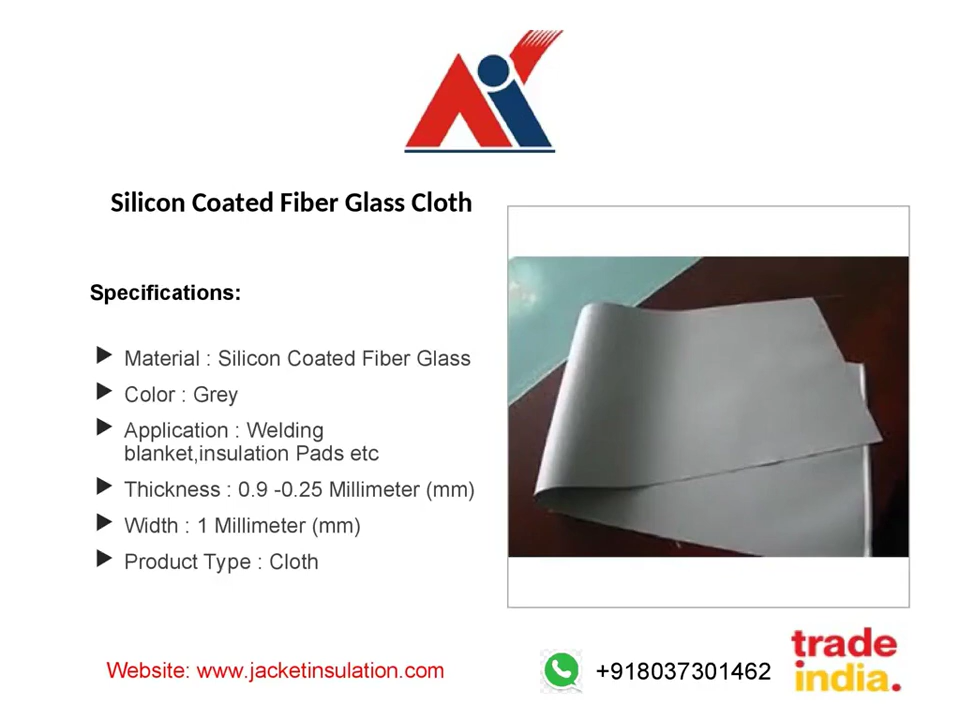 Silicon Coated Fiber Glass Cloth
Specifications:
Material : Silicon Coated Fiber Glass
Color : Grey
Application : Welding
blanket,insulation Pads etc
Thickness : 0.9 -0.25 Millimeter (mm)
Width : 1 Millimeter (mm)
Product Type : Cloth
Website: www.jacketinsulation.com
+918037301462
trade
india.